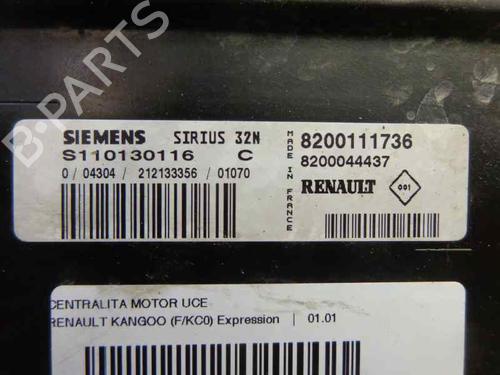 B-PARTS
SIEMENS SIRIUS 32N
S110130116 C
0 / 04304 / 212133356 / 01070
MADE IN FRANCE
8200111736
8200044437
RENAULT 001
CENTRALITA MOTOR UCE
RENAULT KANGOO (F/KC0) Expression | 01.01